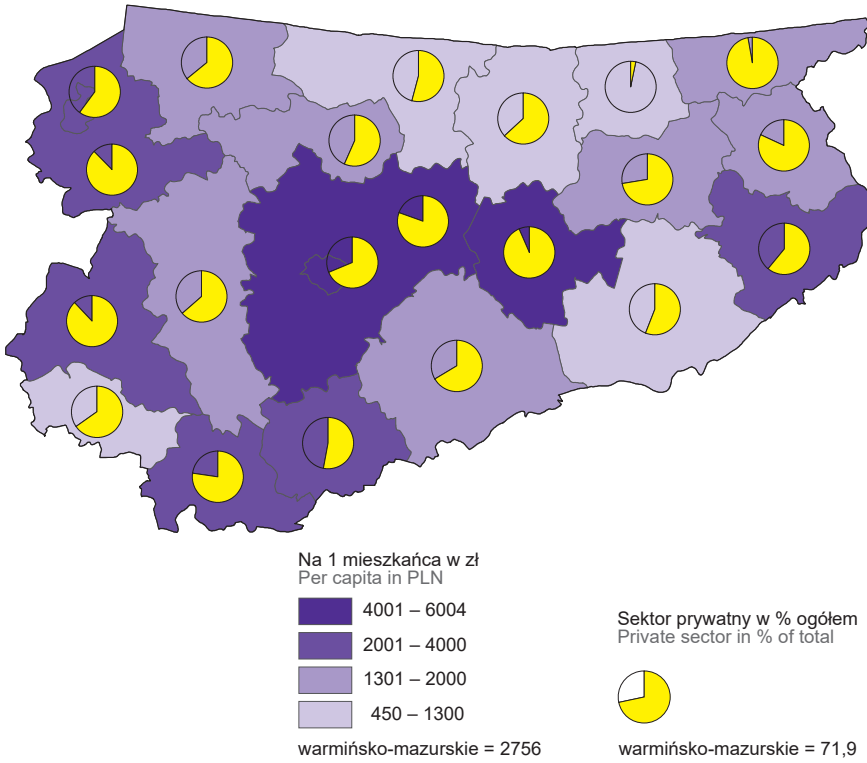 Na 1 mieszkańca w zł
Per capita in PLN
4001 – 6004
2001 – 4000
1301 – 2000
450 – 1300
warmińsko-mazurskie = 2756
Sektor prywatny w % ogółem
Private sector in % of total
warmińsko-mazurskie = 71,9